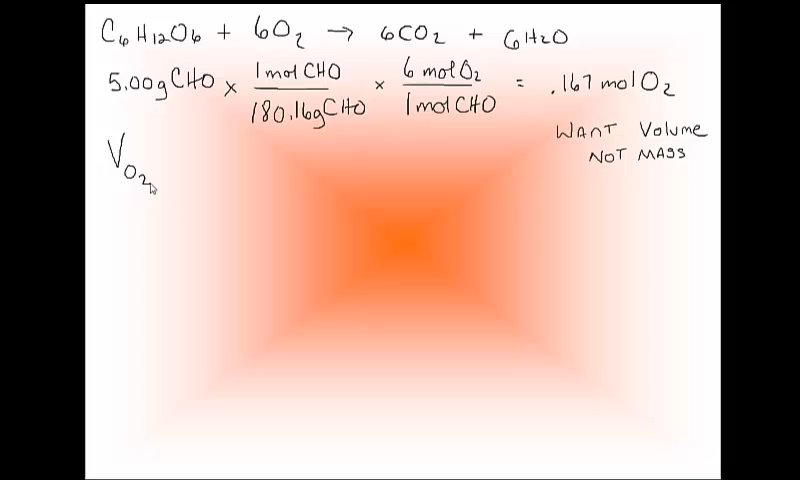 C6H12O6 + 6O2 → 6CO2 + 6H2O
5.00g CHO × 1 mol CHO / 180.16g CHO × 6 mol O2 / 1 mol CHO = .167 mol O2
WANT Volume
NOT MASS
VO2